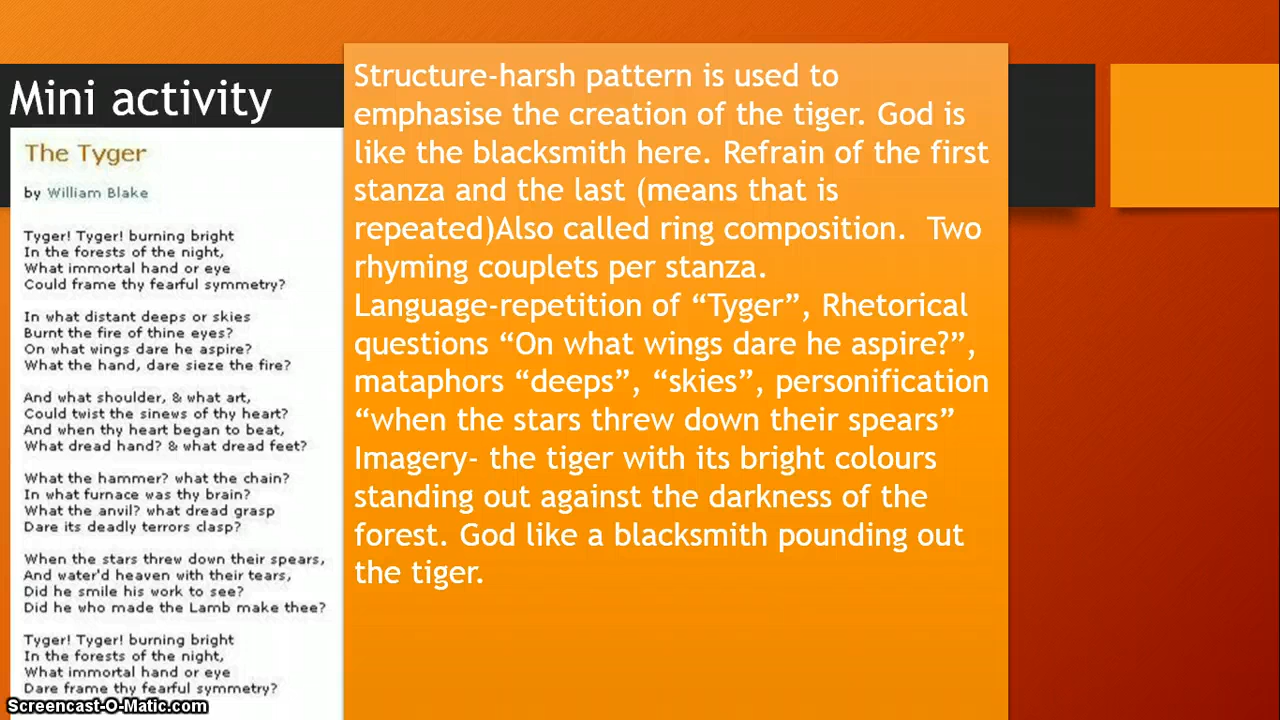 Mini activity
The Tyger
by William Blake
Tyger! Tyger! burning bright
In the forests of the night,
What immortal hand or eye
Could frame thy fearful symmetry?
In what distant deeps or skies
Burnt the fire of thine eyes?
On what wings dare he aspire?
What the hand, dare sieze the fire?
And what shoulder, & what art,
Could twist the sinews of thy heart?
And when thy heart began to beat,
What dread hand? & what dread feet?
What the hammer? what the chain?
In what furnace was thy brain?
What the anvil? what dread grasp
Dare its deadly terrors clasp?
When the stars threw down their spears,
And water'd heaven with their tears,
Did he smile his work to see?
Did he who made the Lamb make thee?
Tyger! Tyger! burning bright
In the forests of the night,
What immortal hand or eye
Dare frame thy fearful symmetry?
Structure-harsh pattern is used to
emphasise the creation of the tiger. God is
like the blacksmith here. Refrain of the first
stanza and the last (means that is
repeated)Also called ring composition.  Two
rhyming couplets per stanza.
Language-repetition of “Tyger”, Rhetorical
questions “On what wings dare he aspire?”,
mataphors “deeps”, “skies”, personification
“when the stars threw down their spears”
Imagery- the tiger with its bright colours
standing out against the darkness of the
forest. God like a blacksmith pounding out
the tiger.
Screencast-O-Matic.com